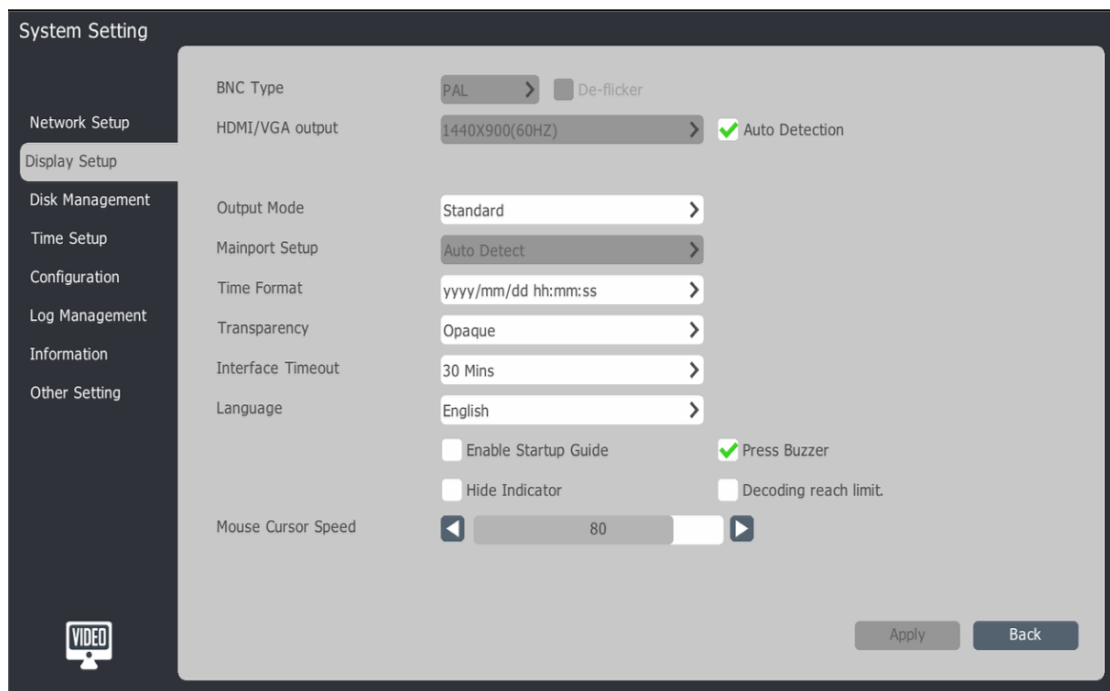 System Setting
Network Setup
Display Setup
Disk Management
Time Setup
Configuration
Log Management
Information
Other Setting
VIDEO
BNC Type PAL De-flicker
HDMI/VGA output 1440X900(60HZ) Auto Detection
Output Mode Standard
Mainport Setup Auto Detect
Time Format yyyy/mm/dd hh:mm:ss
Transparency Opaque
Interface Timeout 30 Mins
Language English
Enable Startup Guide Press Buzzer
Hide Indicator Decoding reach limit.
Mouse Cursor Speed 80
Apply Back